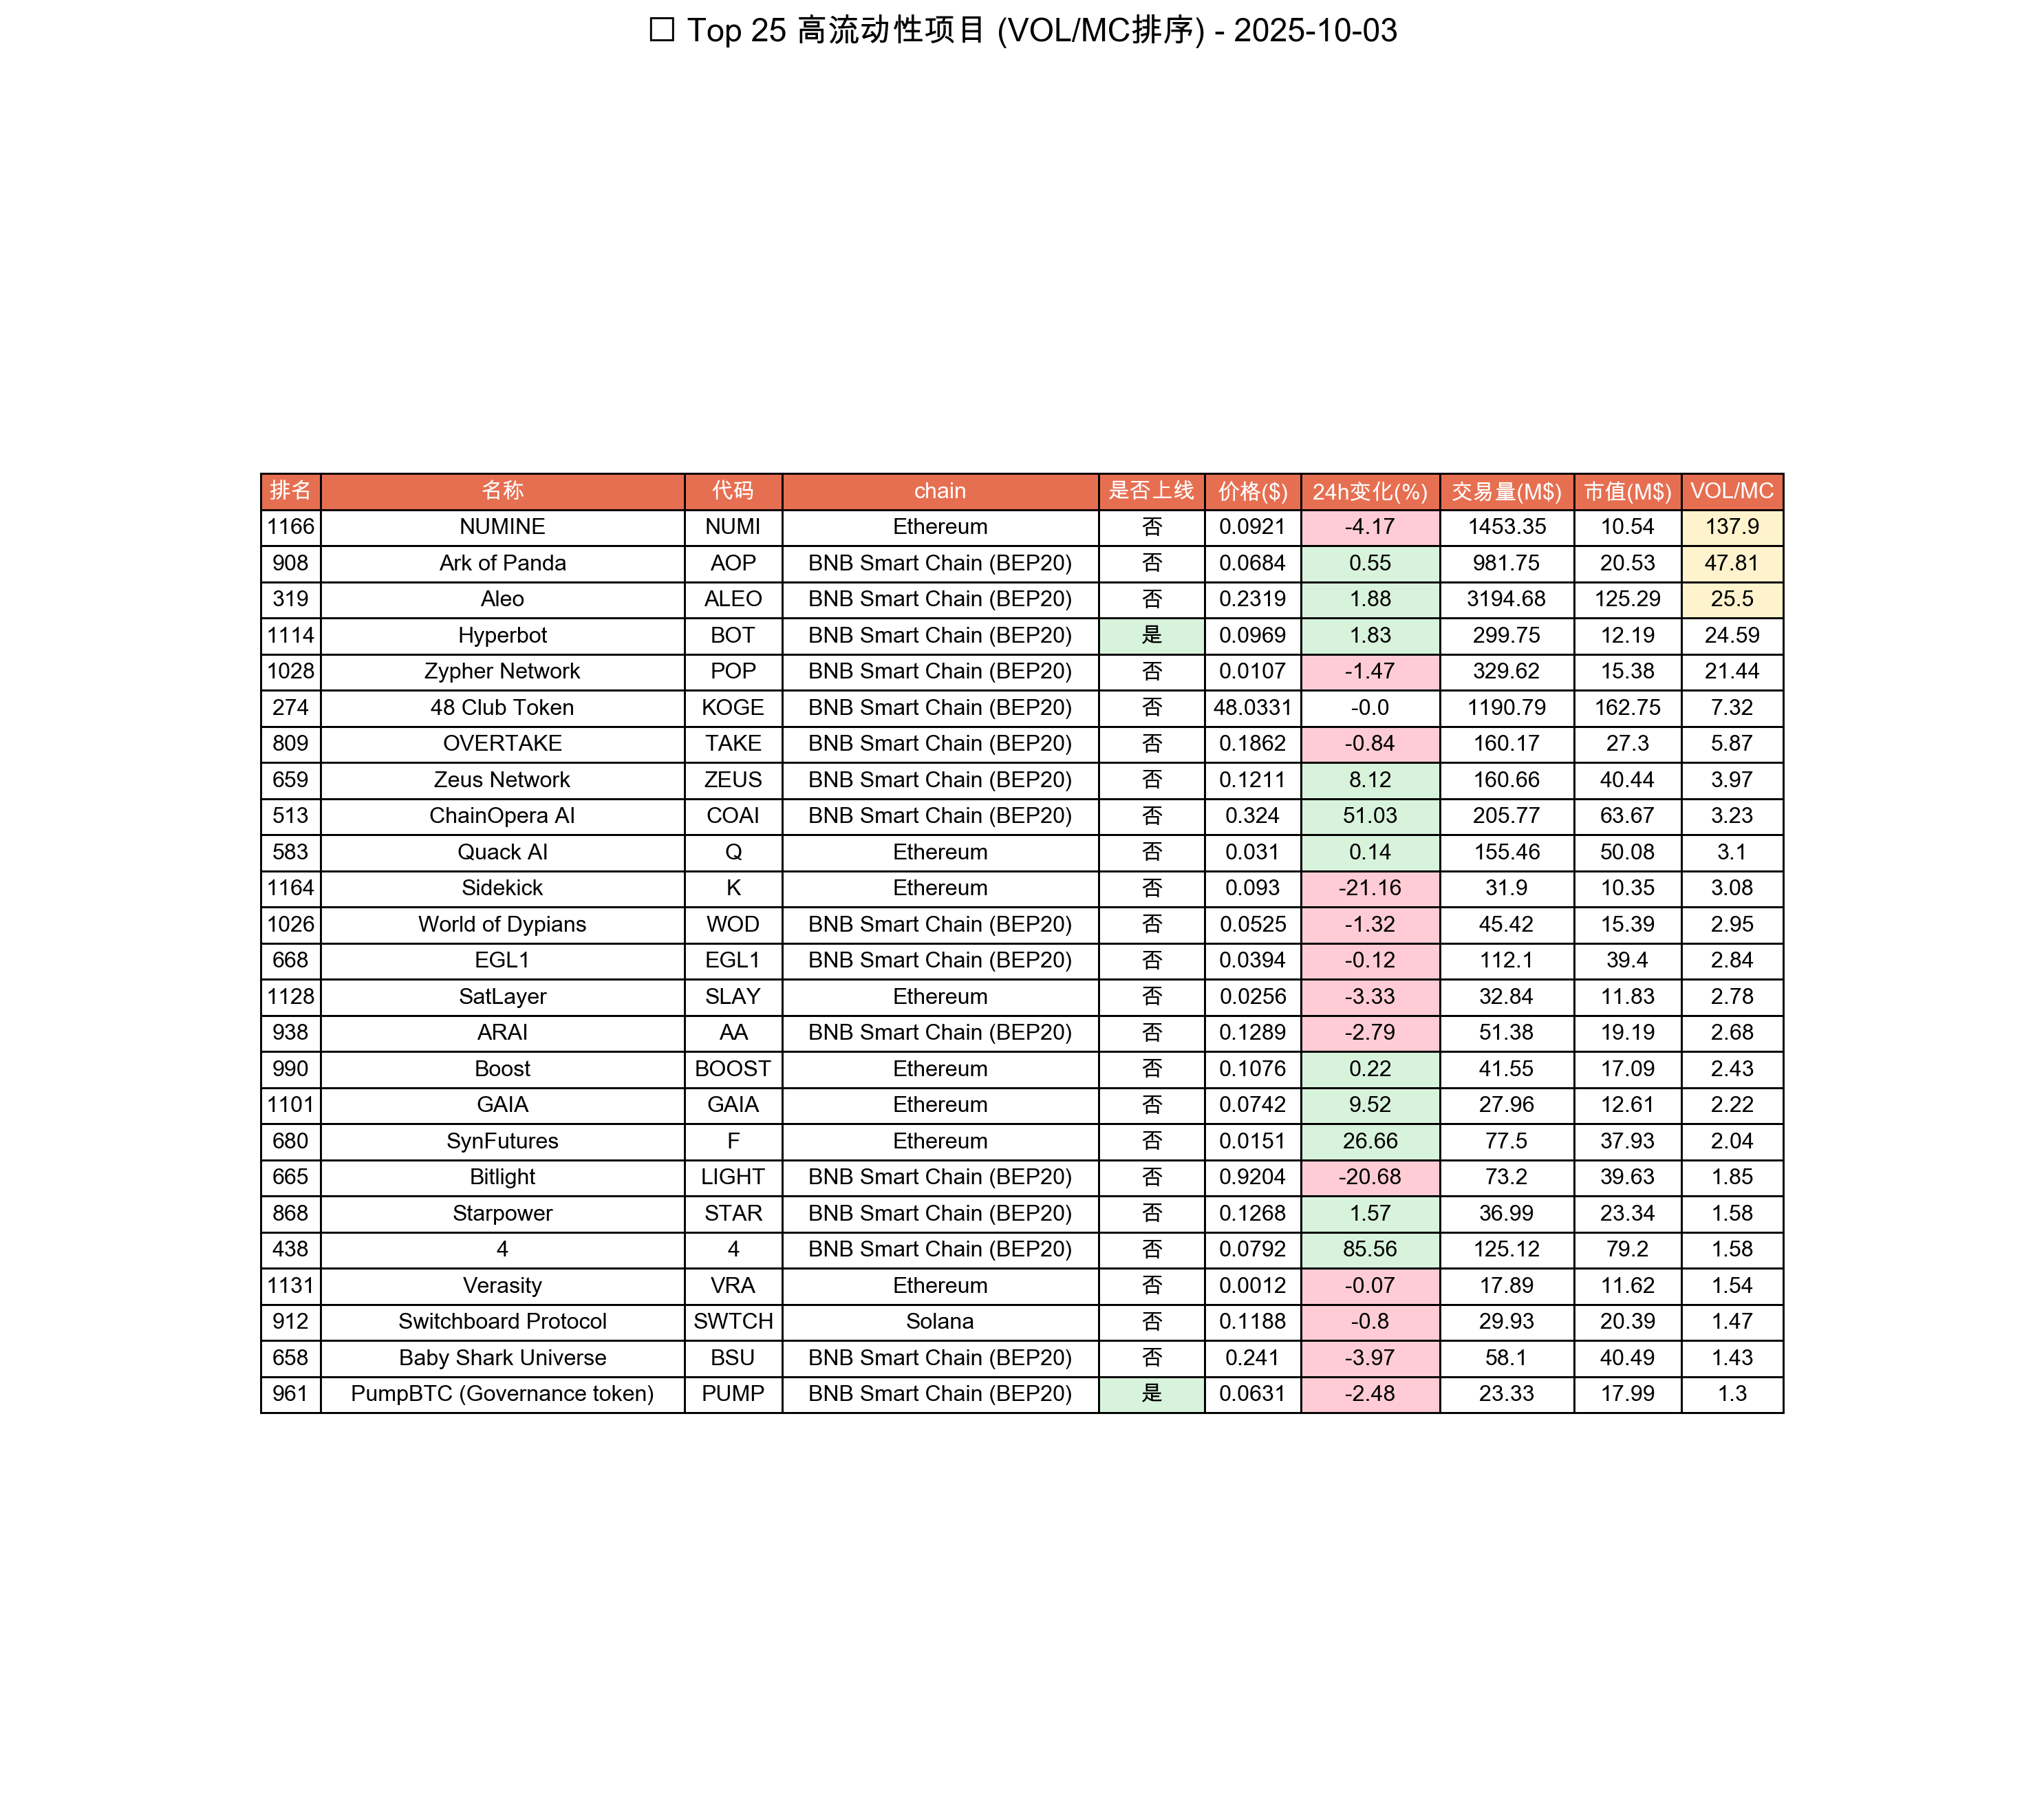 □ Top 25 高流动性项目 (VOL/MC排序) - 2025-10-03
排名 名称 代码 chain 是否上线 价格($) 24h变化(%) 交易量(M$) 市值(M$) VOL/MC
1166 NUMINE NUMI Ethereum 否 0.0921 -4.17 1453.35 10.54 137.9
908 Ark of Panda AOP BNB Smart Chain (BEP20) 否 0.0684 0.55 981.75 20.53 47.81
319 Aleo ALEO BNB Smart Chain (BEP20) 否 0.2319 1.88 3194.68 125.29 25.5
1114 Hyperbot BOT BNB Smart Chain (BEP20) 是 0.0969 1.83 299.75 12.19 24.59
1028 Zypher Network POP BNB Smart Chain (BEP20) 否 0.0107 -1.47 329.62 15.38 21.44
274 48 Club Token KOGE BNB Smart Chain (BEP20) 否 48.0331 -0.0 1190.79 162.75 7.32
809 OVERTAKE TAKE BNB Smart Chain (BEP20) 否 0.1862 -0.84 160.17 27.3 5.87
659 Zeus Network ZEUS BNB Smart Chain (BEP20) 否 0.1211 8.12 160.66 40.44 3.97
513 ChainOpera AI COAI BNB Smart Chain (BEP20) 否 0.324 51.03 205.77 63.67 3.23
583 Quack AI Q Ethereum 否 0.031 0.14 155.46 50.08 3.1
1164 Sidekick K Ethereum 否 0.093 -21.16 31.9 10.35 3.08
1026 World of Dypians WOD BNB Smart Chain (BEP20) 否 0.0525 -1.32 45.42 15.39 2.95
668 EGL1 EGL1 BNB Smart Chain (BEP20) 否 0.0394 -0.12 112.1 39.4 2.84
1128 SatLayer SLAY Ethereum 否 0.0256 -3.33 32.84 11.83 2.78
938 ARAI AA BNB Smart Chain (BEP20) 否 0.1289 -2.79 51.38 19.19 2.68
990 Boost BOOST Ethereum 否 0.1076 0.22 41.55 17.09 2.43
1101 GAIA GAIA Ethereum 否 0.0742 9.52 27.96 12.61 2.22
680 SynFutures F Ethereum 否 0.0151 26.66 77.5 37.93 2.04
665 Bitlight LIGHT BNB Smart Chain (BEP20) 否 0.9204 -20.68 73.2 39.63 1.85
868 Starpower STAR BNB Smart Chain (BEP20) 否 0.1268 1.57 36.99 23.34 1.58
438 4 4 BNB Smart Chain (BEP20) 否 0.0792 85.56 125.12 79.2 1.58
1131 Verasity VRA Ethereum 否 0.0012 -0.07 17.89 11.62 1.54
912 Switchboard Protocol SWTCH Solana 否 0.1188 -0.8 29.93 20.39 1.47
658 Baby Shark Universe BSU BNB Smart Chain (BEP20) 否 0.241 -3.97 58.1 40.49 1.43
961 PumpBTC (Governance token) PUMP BNB Smart Chain (BEP20) 是 0.0631 -2.48 23.33 17.99 1.3